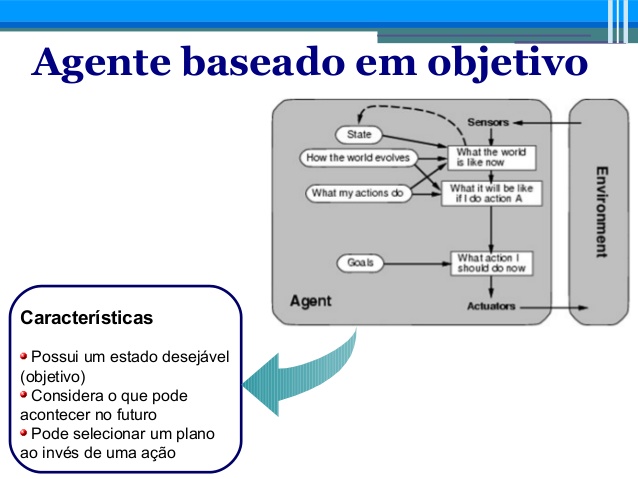 Agente baseado em objetivo
Sensors
State
What the world
is like now
How the world evolves
What it will be like
if I do action A
What my actions do
Goals
What action I
should do now
Agent
Actuators
Environment
Características
Possui um estado desejável
(objetivo)
Considera o que pode
acontecer no futuro
Pode selecionar um plano
ao invés de uma ação